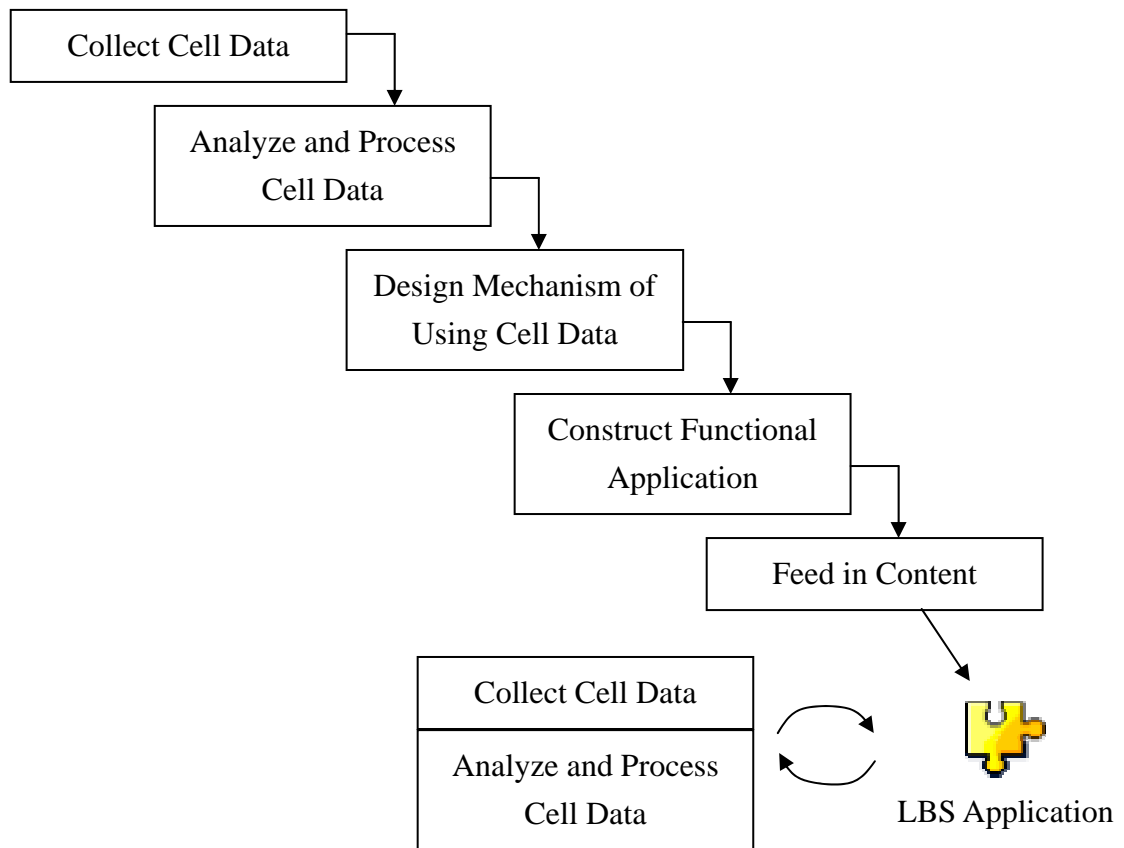 Collect Cell Data
Analyze and Process
Cell Data
Design Mechanism of
Using Cell Data
Construct Functional
Application
Feed in Content
Collect Cell Data
Analyze and Process
Cell Data
LBS Application